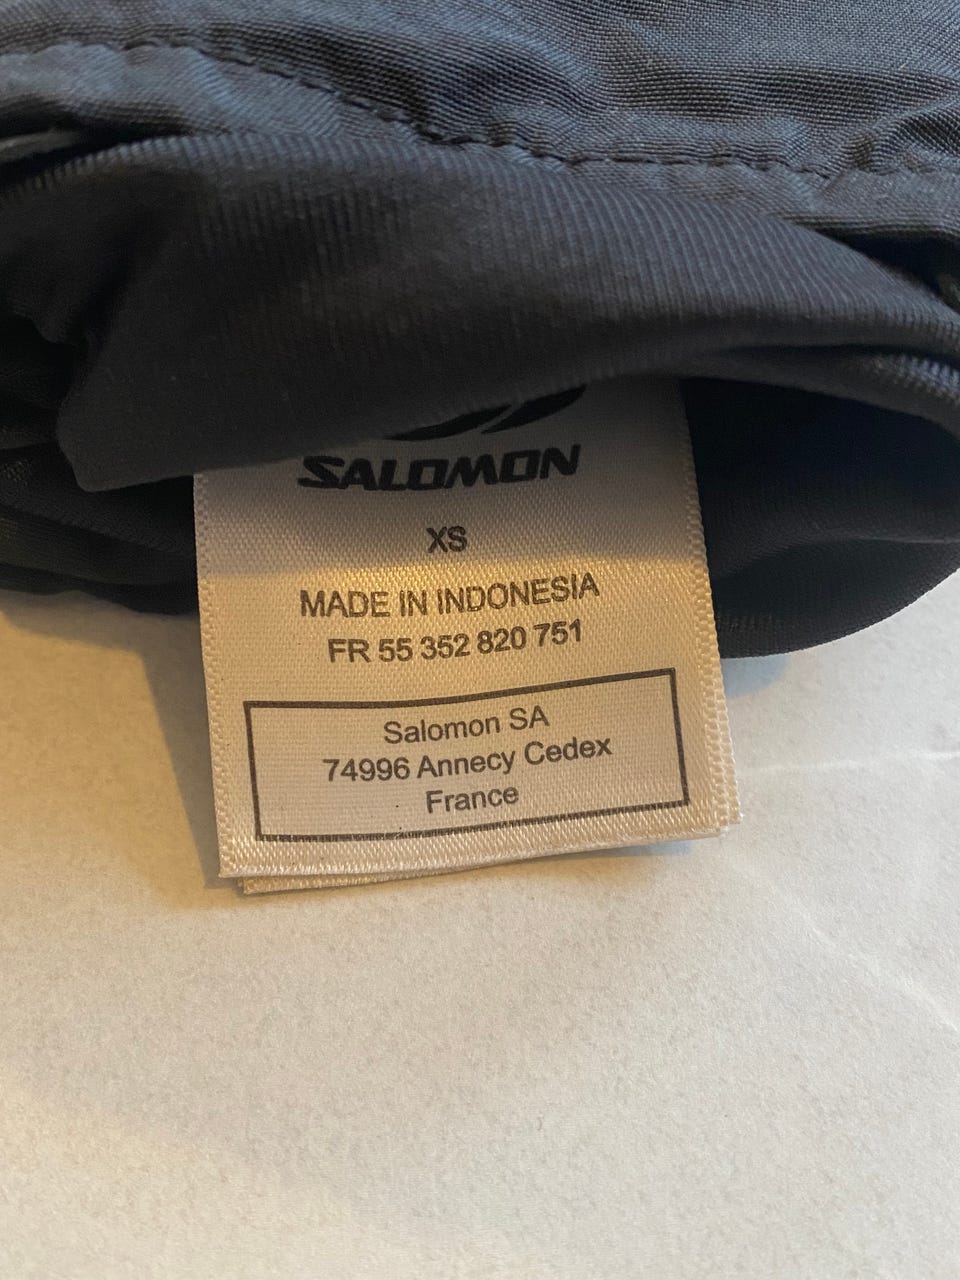 SALOMON
XS
MADE IN INDONESIA
FR 55 352 820 751
Salomon SA
74996 Annecy Cedex
France